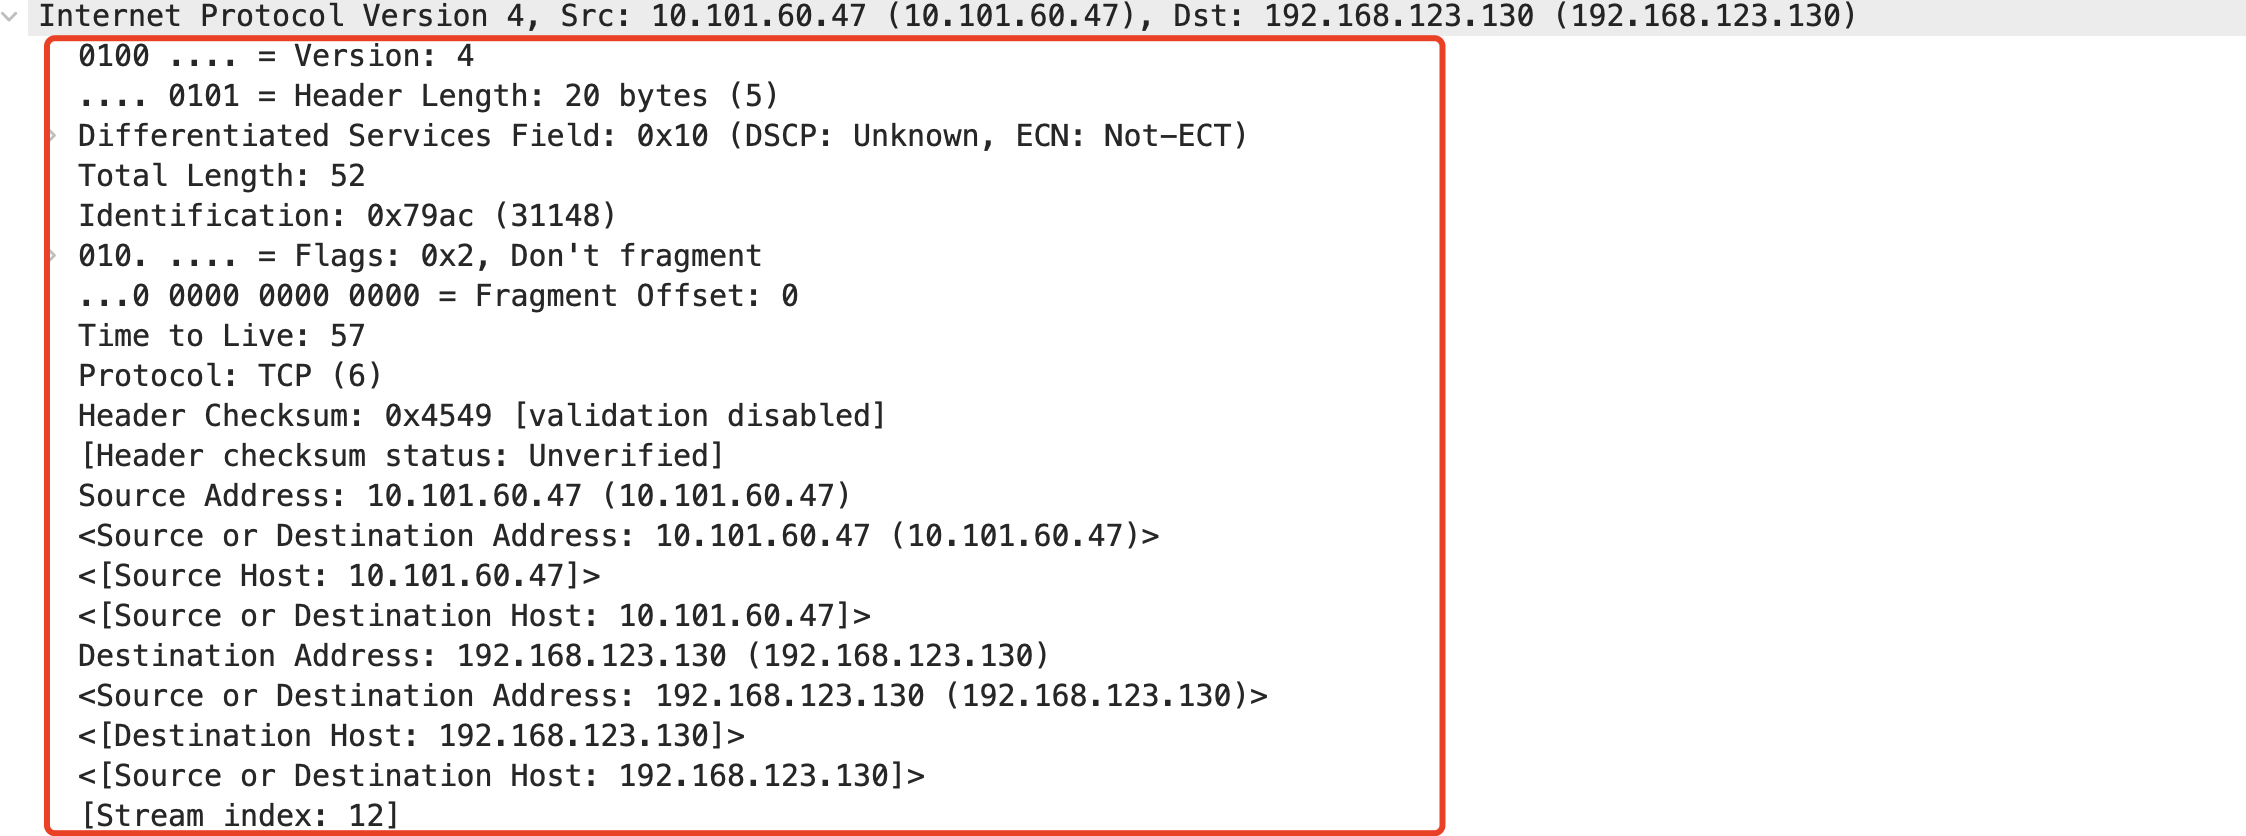 Internet Protocol Version 4, Src: 10.101.60.47 (10.101.60.47), Dst: 192.168.123.130 (192.168.123.130)
0100 .... = Version: 4
.... 0101 = Header Length: 20 bytes (5)
Differentiated Services Field: 0x10 (DSCP: Unknown, ECN: Not-ECT)
Total Length: 52
Identification: 0x79ac (31148)
010. .... = Flags: 0x2, Don't fragment
...0 0000 0000 0000 = Fragment Offset: 0
Time to Live: 57
Protocol: TCP (6)
Header Checksum: 0x4549 [validation disabled]
[Header checksum status: Unverified]
Source Address: 10.101.60.47 (10.101.60.47)
<Source or Destination Address: 10.101.60.47 (10.101.60.47)>
<[Source Host: 10.101.60.47]>
<[Source or Destination Host: 10.101.60.47]>
Destination Address: 192.168.123.130 (192.168.123.130)
<Source or Destination Address: 192.168.123.130 (192.168.123.130)>
<[Destination Host: 192.168.123.130]>
<[Source or Destination Host: 192.168.123.130]>
[Stream index: 12]